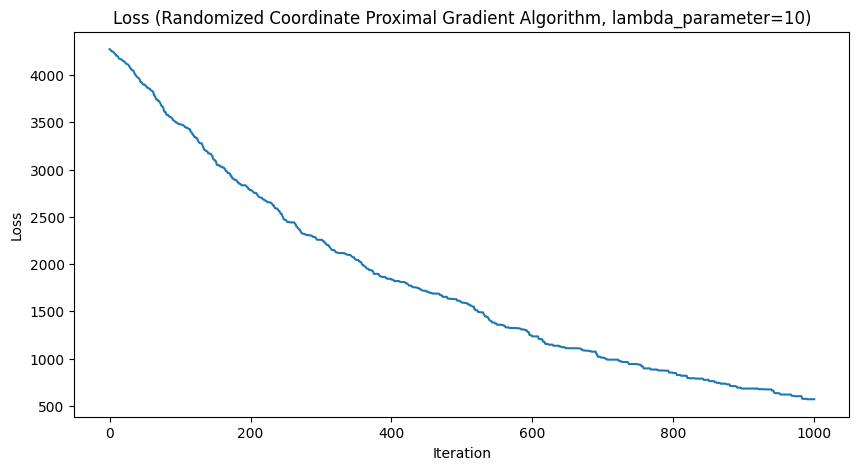 Loss (Randomized Coordinate Proximal Gradient Algorithm, lambda_parameter=10)
4000
3500
3000
2500
2000
1500
1000
500
Loss
0 200 400 600 800 1000
Iteration